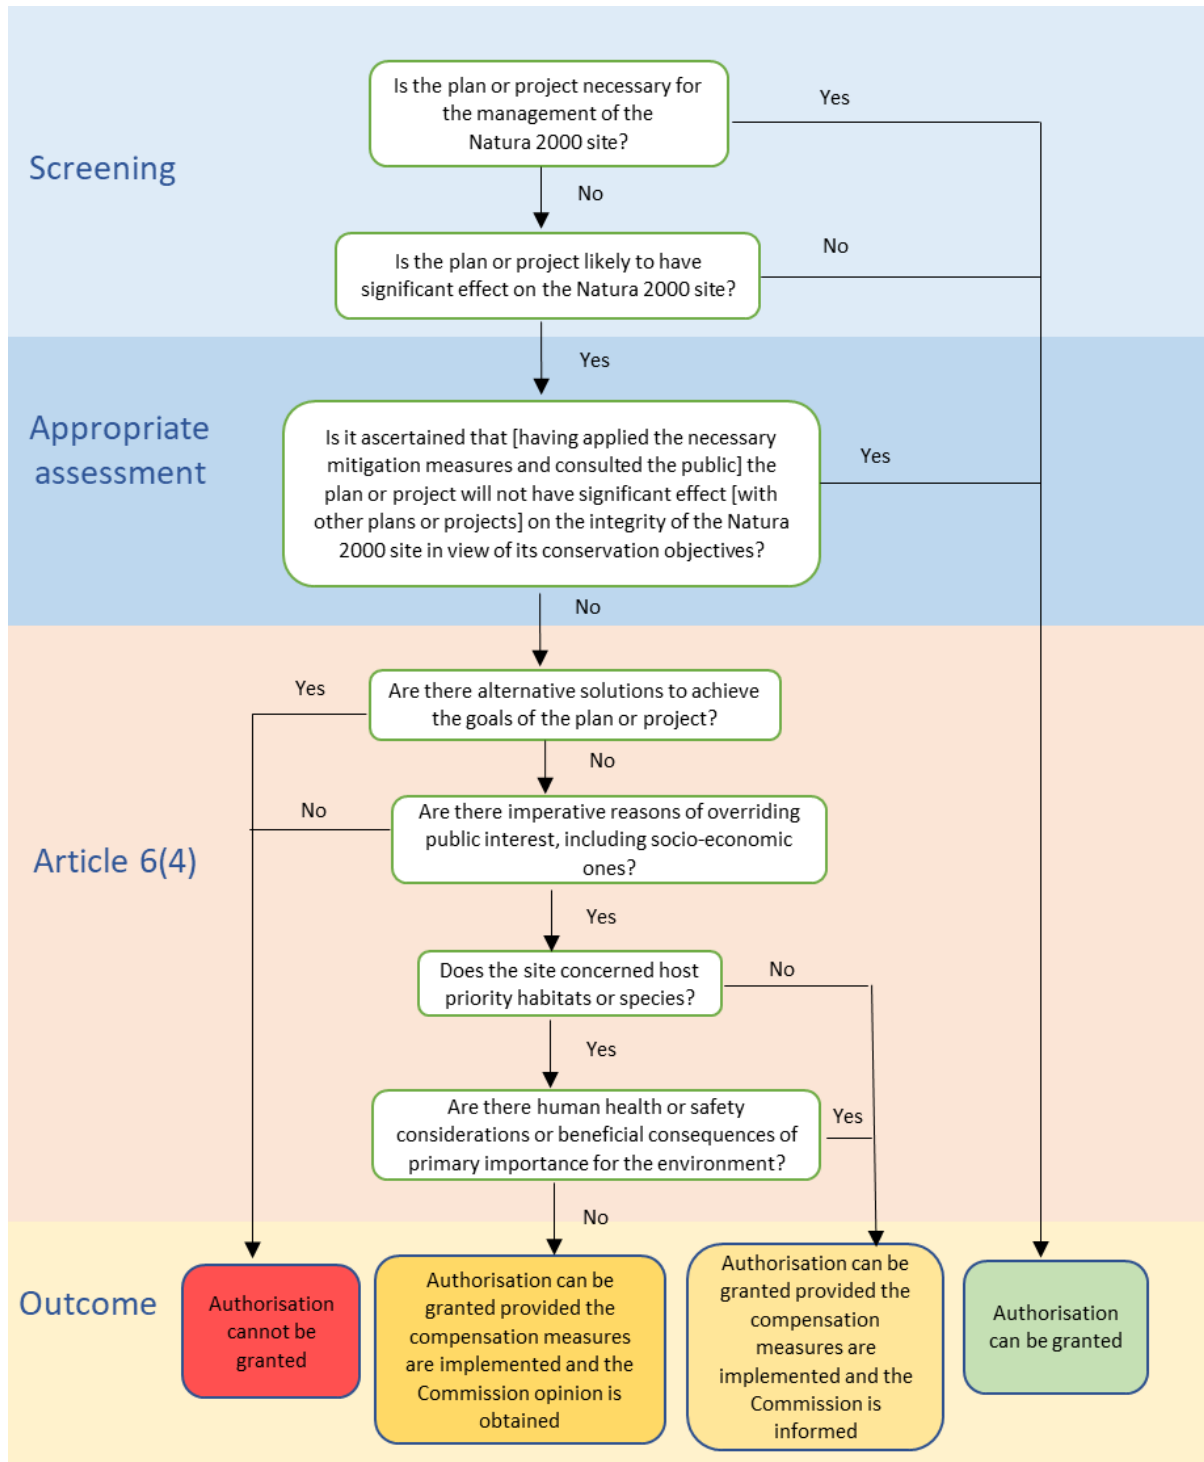 Is the plan or project necessary for
the management of the
Natura 2000 site?
Yes
Screening
No
Is the plan or project likely to have
significant effect on the Natura 2000 site?
No
Yes
Appropriate
assessment
Is it ascertained that [having applied the necessary
mitigation measures and consulted the public] the
plan or project will not have significant effect [with
other plans or projects] on the integrity of the Natura
2000 site in view of its conservation objectives?
Yes
No
Are there alternative solutions to achieve
the goals of the plan or project?
Yes
No
Article 6(4)
Are there imperative reasons of overriding
public interest, including socio-economic
ones?
No
Yes
Does the site concerned host
priority habitats or species?
No
Yes
Are there human health or safety
considerations or beneficial consequences of
primary importance for the environment?
Yes
No
Outcome
Authorisation
cannot be
granted
Authorisation can be
granted provided the
compensation measures
are implemented and the
Commission opinion is
obtained
Authorisation can be
granted provided the
compensation
measures are
implemented and the
Commission is
informed
Authorisation
can be granted